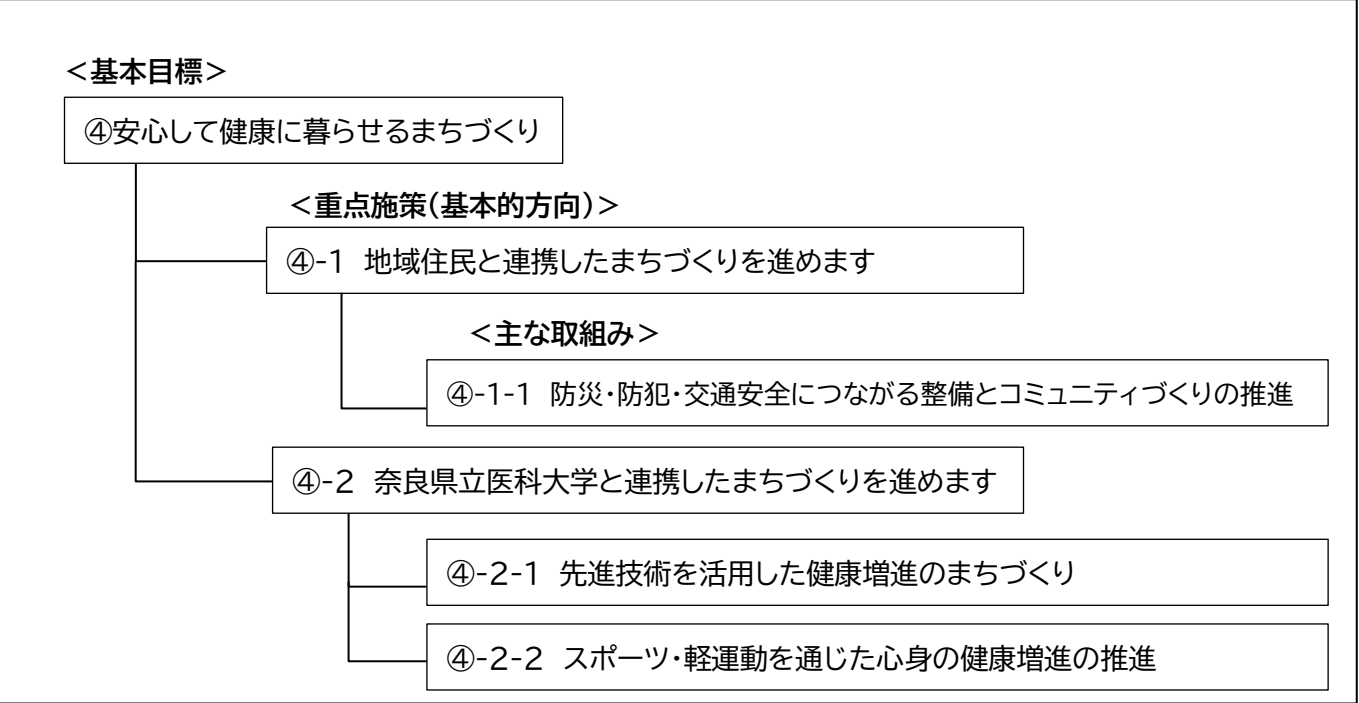 ＜基本目標＞
④安心して健康に暮らせるまちづくり
＜重点施策（基本的方向）＞
④-1　地域住民と連携したまちづくりを進めます
＜主な取組み＞
④-1-1　防災・防犯・交通安全につながる整備とコミュニティづくりの推進
④-2　奈良県立医科大学と連携したまちづくりを進めます
④-2-1　先進技術を活用した健康増進のまちづくり
④-2-2　スポーツ・軽運動を通じた心身の健康増進の推進